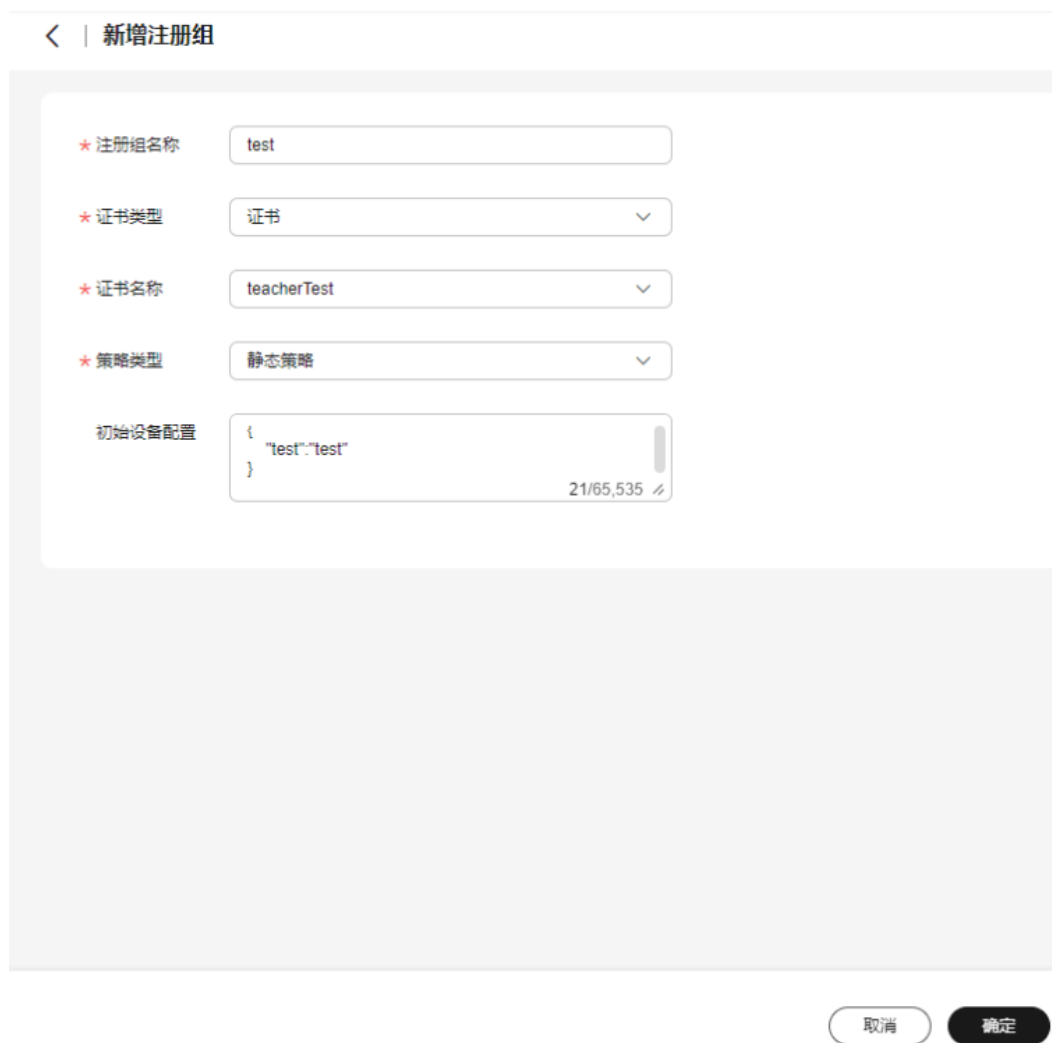 新增注册组
* 注册组名称 test
* 证书类型 证书
* 证书名称 teacherTest
* 策略类型 静态策略
初始设备配置 {
"test":"test"
}
21/65,535
取消 确定